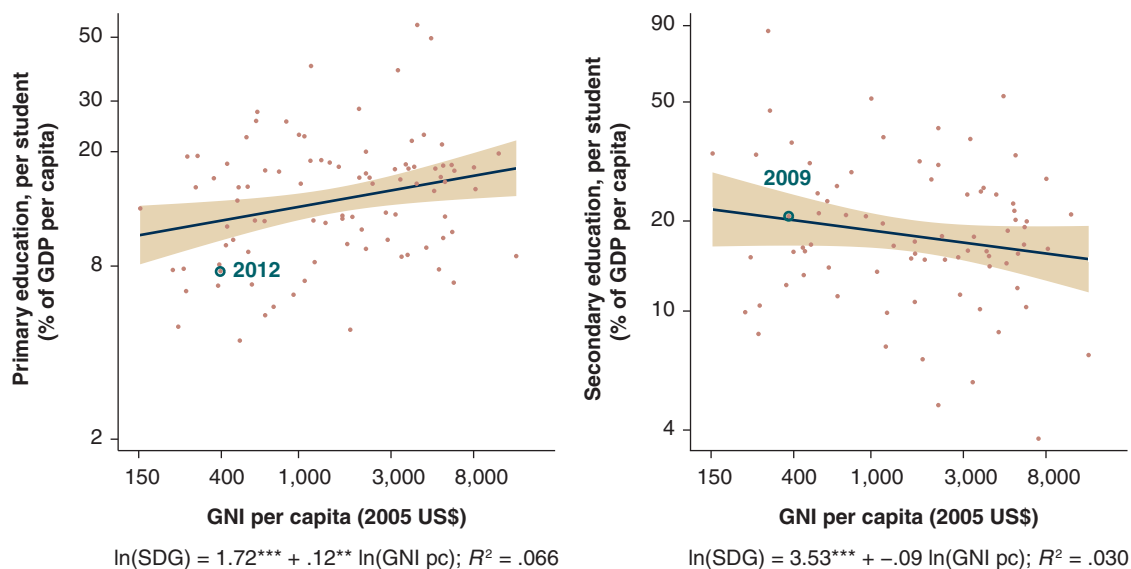 Primary education, per student
(% of GDP per capita)
50
30
20
8
2
2012
150
400
1,000
3,000
8,000
GNI per capita (2005 US$)
ln(SDG) = 1.72*** + .12** ln(GNI pc); R² = .066
Secondary education, per student
(% of GDP per capita)
90
50
20
10
4
2009
150
400
1,000
3,000
8,000
GNI per capita (2005 US$)
ln(SDG) = 3.53*** + –.09 ln(GNI pc); R² = .030